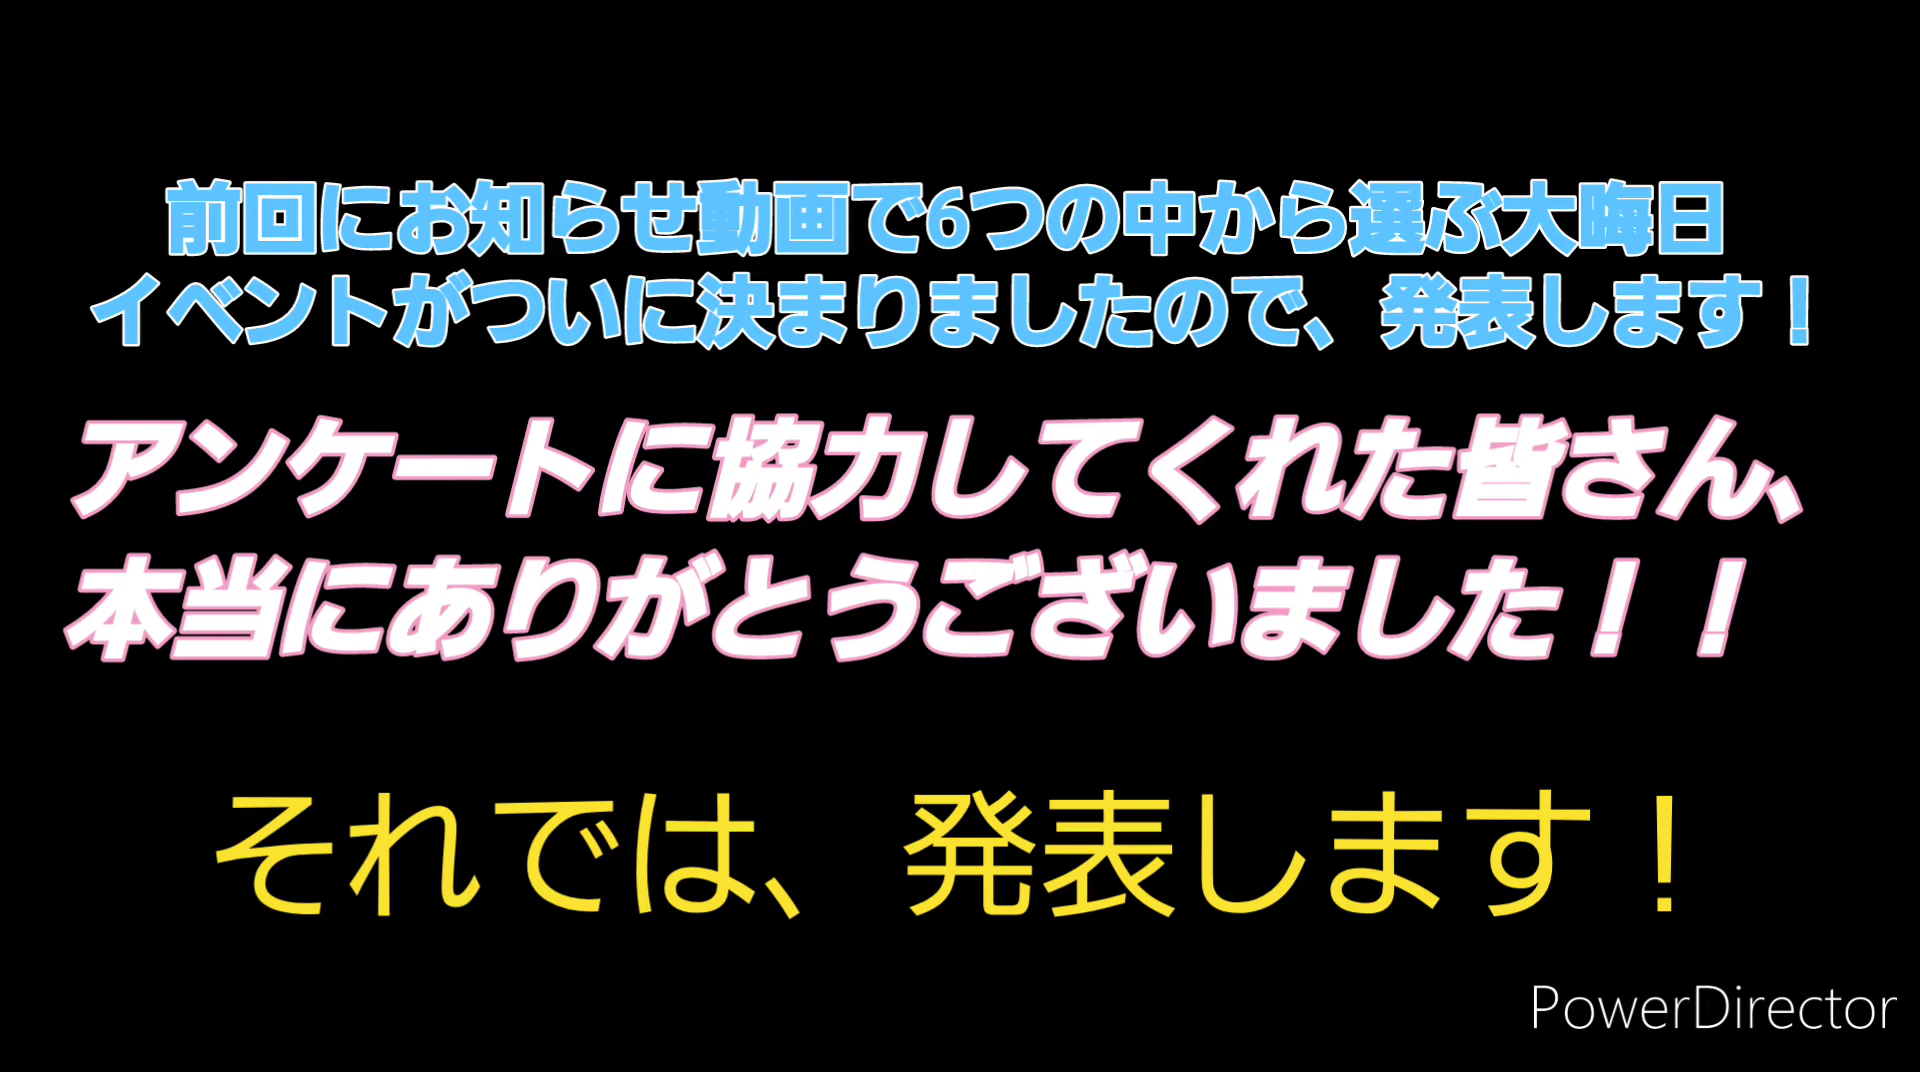 前回にお知らせ動画で6つの中から選ぶ大晦日
イベントがついに決まりましたので、発表します！
アンケートに協力してくれた皆さん、
本当にありがとうございました！！
それでは、発表します！
PowerDirector